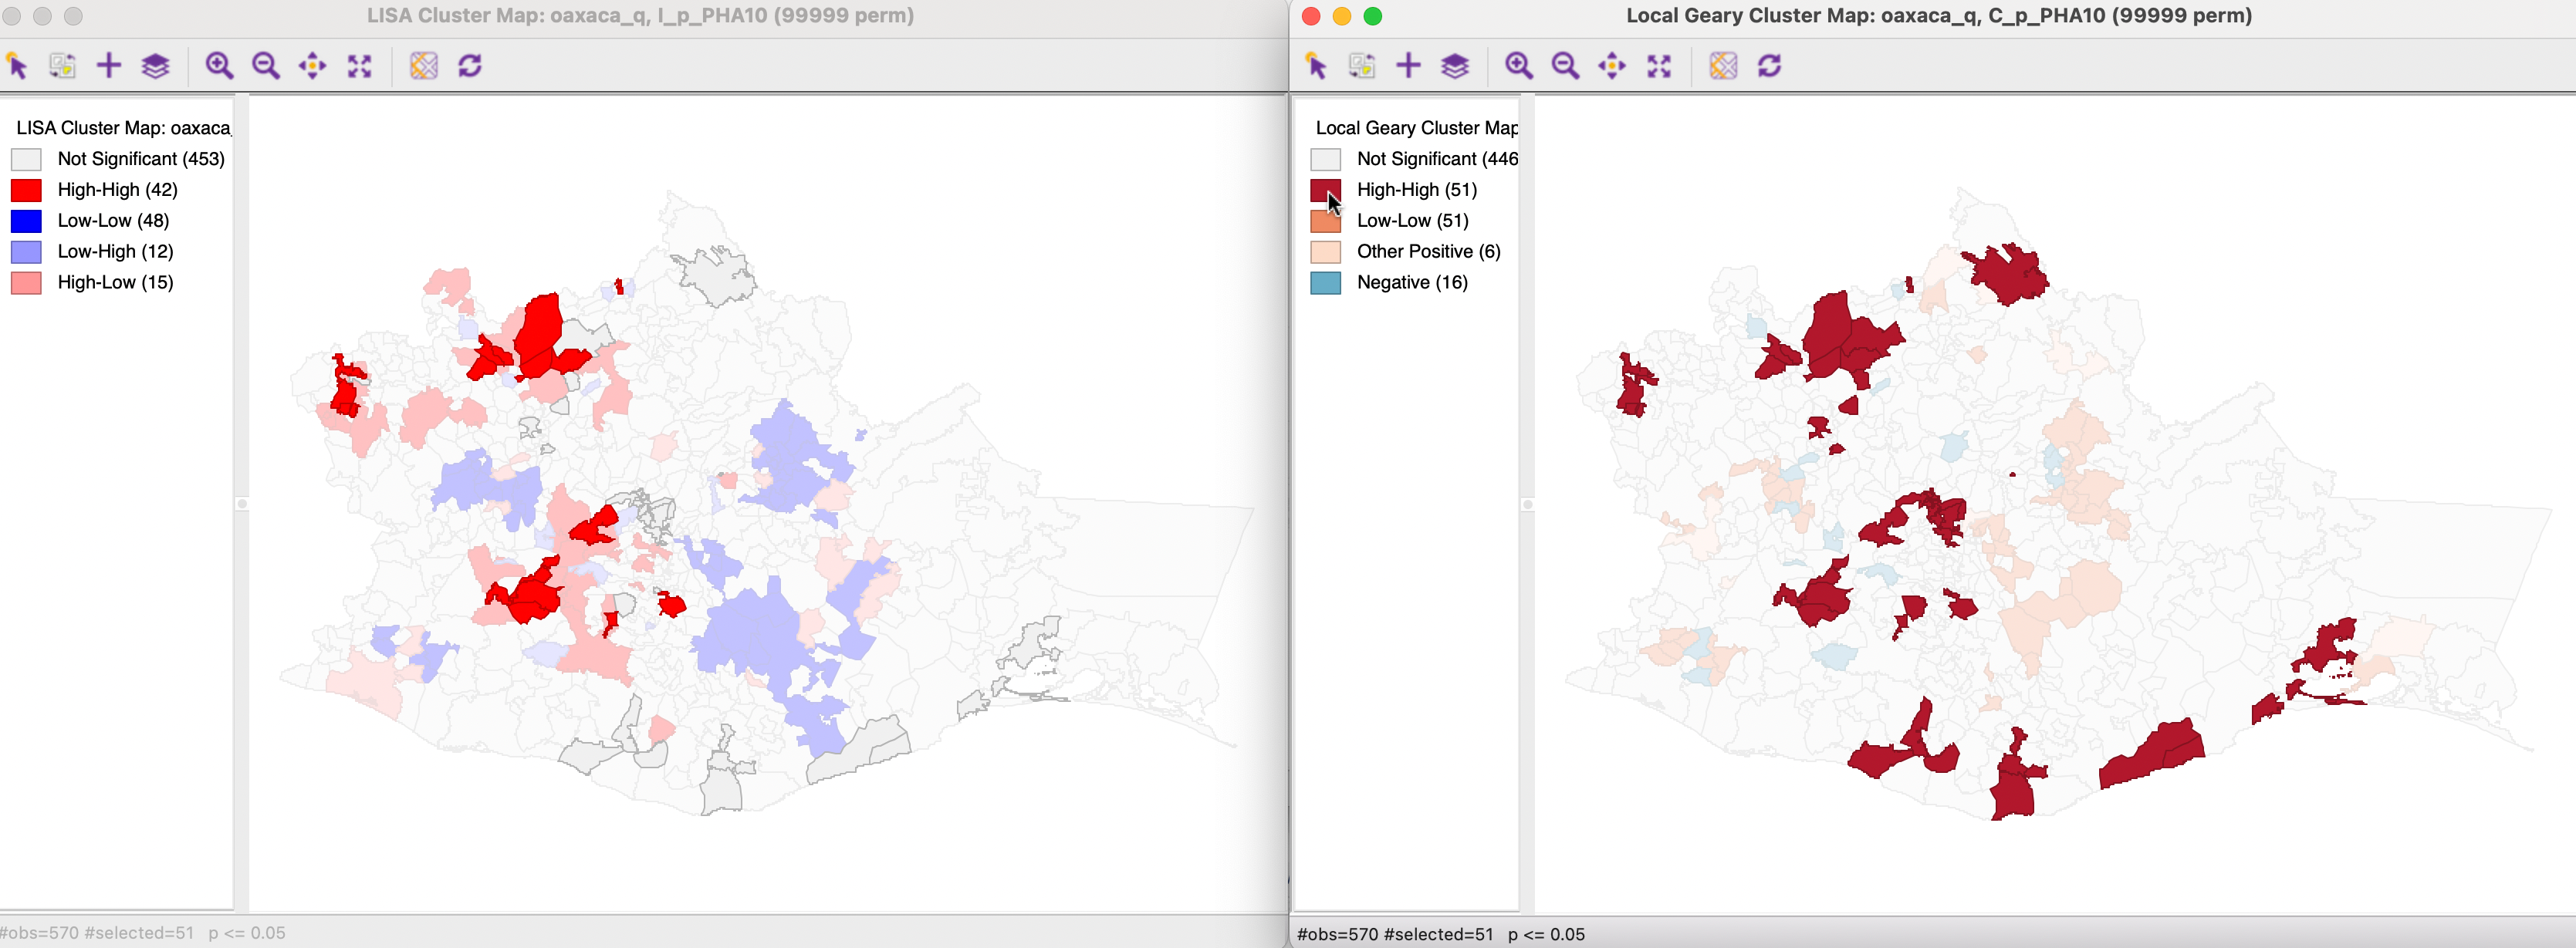 LISA Cluster Map: oaxaca_q, I_p_PHA10 (99999 perm)
LISA Cluster Map: oaxaca_
Not Significant (453)
High-High (42)
Low-Low (48)
Low-High (12)
High-Low (15)
#obs=570 #selected=51 p <= 0.05
Local Geary Cluster Map: oaxaca_q, C_p_PHA10 (99999 perm)
Local Geary Cluster Map
Not Significant (446
High-High (51)
Low-Low (51)
Other Positive (6)
Negative (16)
#obs=570 #selected=51 p <= 0.05